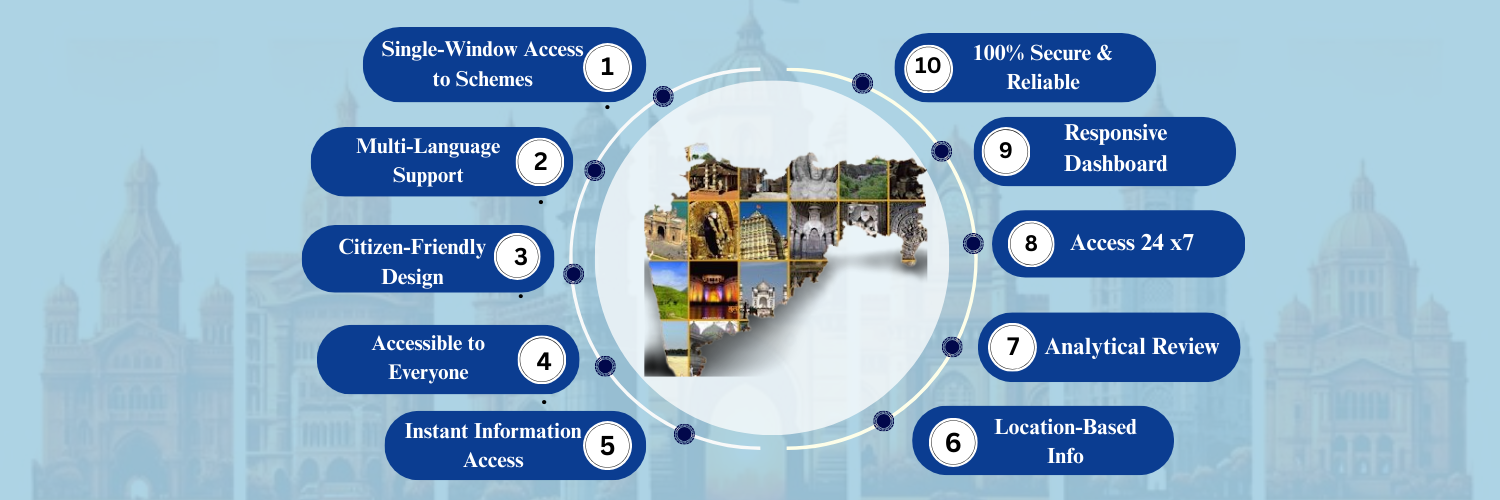 Single-Window Access
to Schemes
1
Multi-Language
Support
2
Citizen-Friendly
Design
3
Accessible to
Everyone
4
Instant Information
Access
5
10
100% Secure &
Reliable
9
Responsive
Dashboard
8
Access 24 x7
7
Analytical Review
6
Location-Based
Info